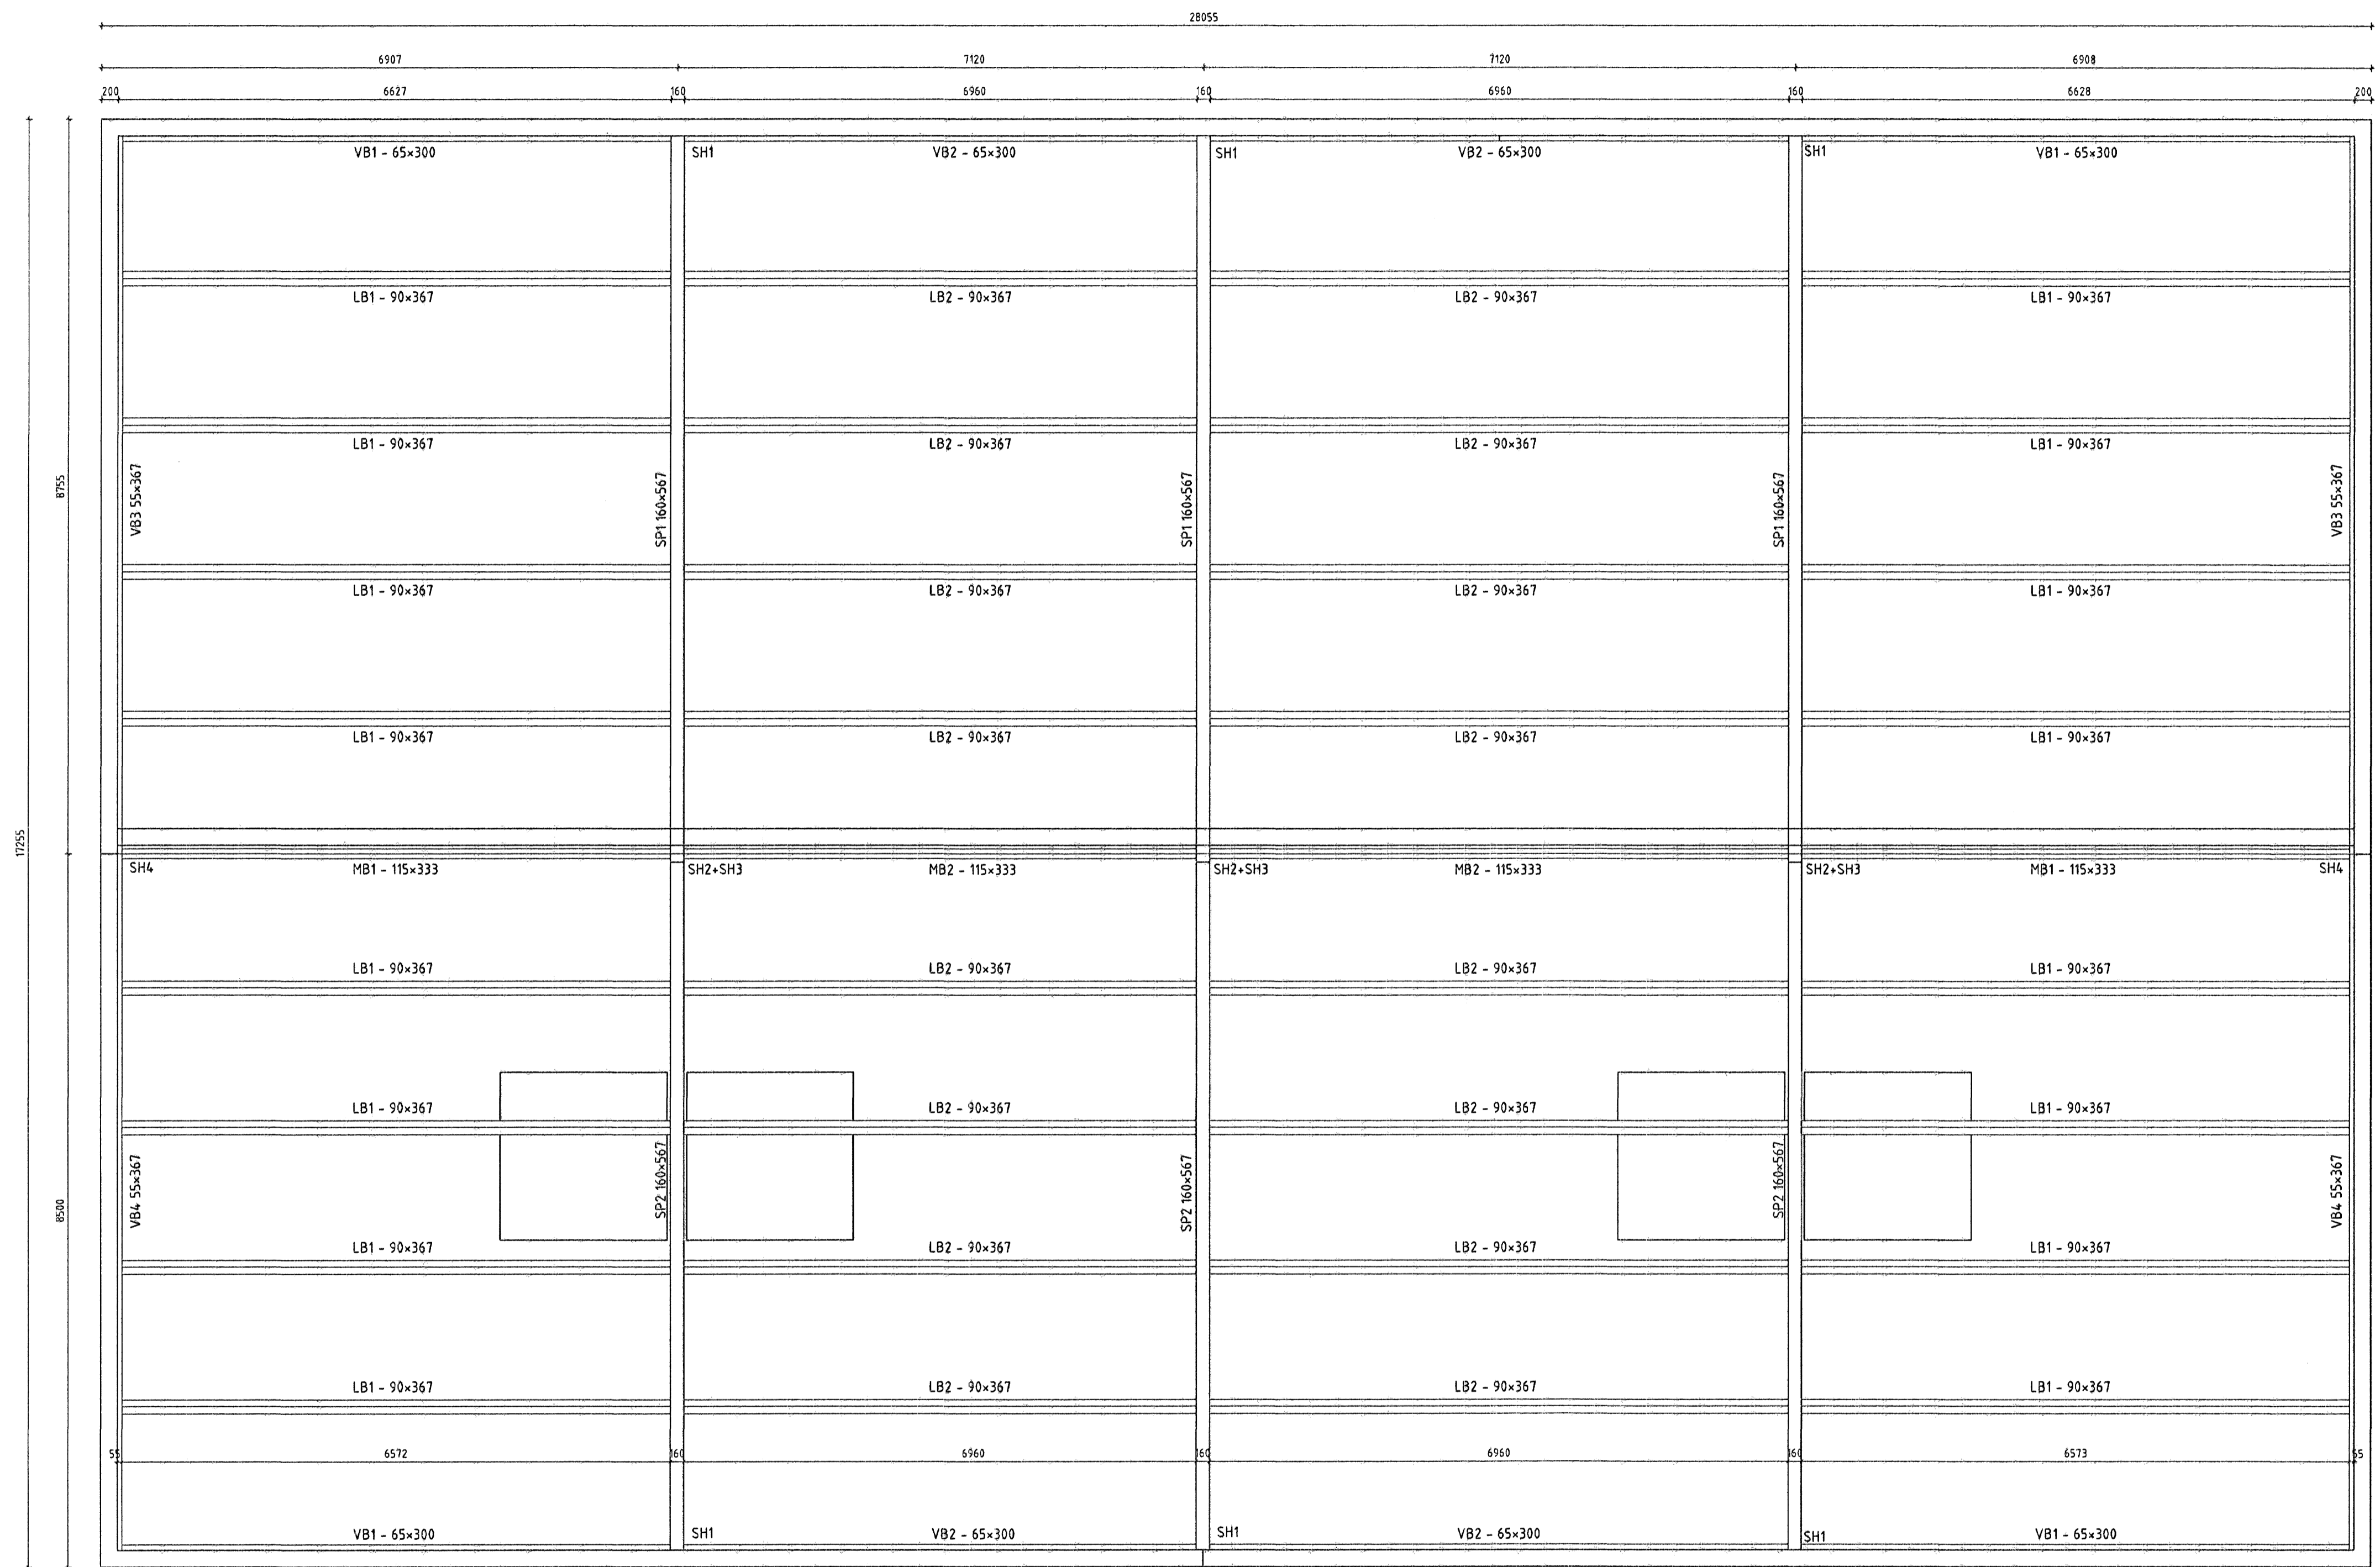 28055
6907 7120 7120 6908
200 6627 160 6960 160 6960 160 6628 200
VB1 - 65×300 SH1 VB2 - 65×300 SH1 VB2 - 65×300 SH1 VB1 - 65×300
LB1 - 90×367 LB2 - 90×367 LB2 - 90×367 LB1 - 90×367
LB1 - 90×367 LB2 - 90×367 LB2 - 90×367 LB1 - 90×367
8755
VB3 55×367
SP1 160×567
SP1 160×567
SP1 160×567
VB3 55×367
LB1 - 90×367 LB2 - 90×367 LB2 - 90×367 LB1 - 90×367
LB1 - 90×367 LB2 - 90×367 LB2 - 90×367 LB1 - 90×367
17255
SH4 MB1 - 115×333 SH2+SH3 MB2 - 115×333 SH2+SH3 MB2 - 115×333 SH2+SH3 MB1 - 115×333 SH4
LB1 - 90×367 LB2 - 90×367 LB2 - 90×367 LB1 - 90×367
LB1 - 90×367 LB2 - 90×367 LB2 - 90×367 LB1 - 90×367
8500
VB4 55×367
SP2 160×567
SP2 160×567
SP2 160×567
VB4 55×367
LB1 - 90×367 LB2 - 90×367 LB2 - 90×367 LB1 - 90×367
LB1 - 90×367 LB2 - 90×367 LB2 - 90×367 LB1 - 90×367
55 6572 160 6960 160 6960 160 6573 55
VB1 - 65×300 SH1 VB2 - 65×300 SH1 VB2 - 65×300 SH1 VB1 - 65×300